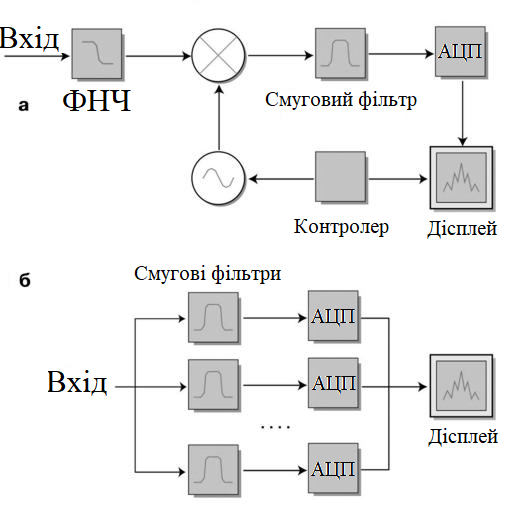 Вхід
ФНЧ
а
Смуговий фільтр
АЦП
Контролер
Дісплей
б
Смугові фільтри
АЦП
Вхід
АЦП
Дісплей
....
АЦП